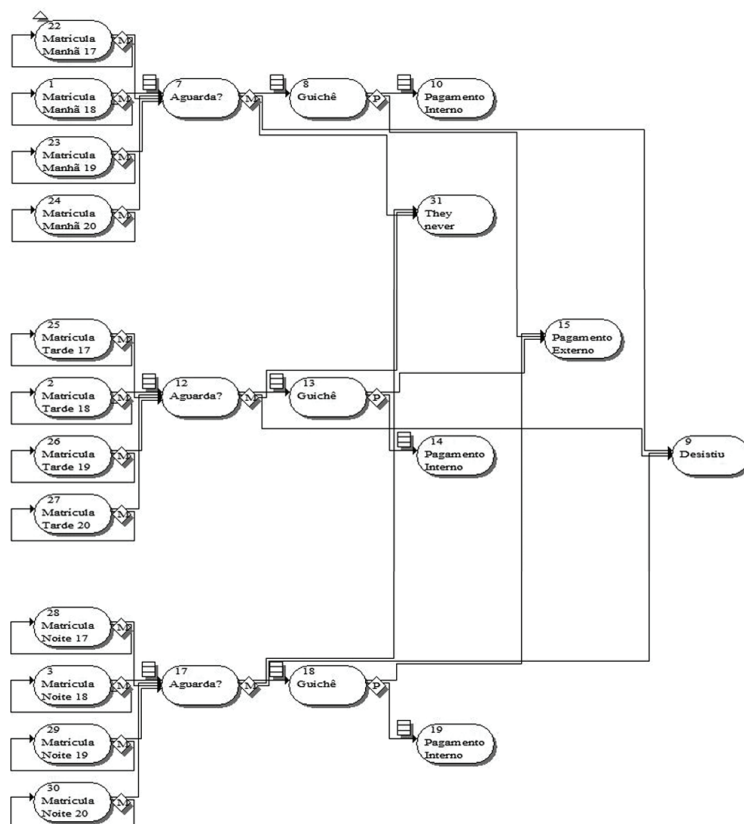 22
Matricula
Manhã 17
M
1
Matricula
Manhã 18
M
23
Matricula
Manhã 19
M
24
Matricula
Manhã 20
M
7
Aguarda?
M
8
Guichê
P
10
Pagamento
Interno
31
They
never
25
Matricula
Tarde 17
M
2
Matricula
Tarde 18
M
26
Matricula
Tarde 19
M
27
Matricula
Tarde 20
M
12
Aguarda?
M
13
Guichê
P
14
Pagamento
Interno
15
Pagamento
Externo
9
Desistiu
28
Matricula
Noite 17
M
3
Matricula
Noite 18
M
29
Matricula
Noite 19
M
30
Matricula
Noite 20
M
17
Aguarda?
M
18
Guichê
P
19
Pagamento
Interno